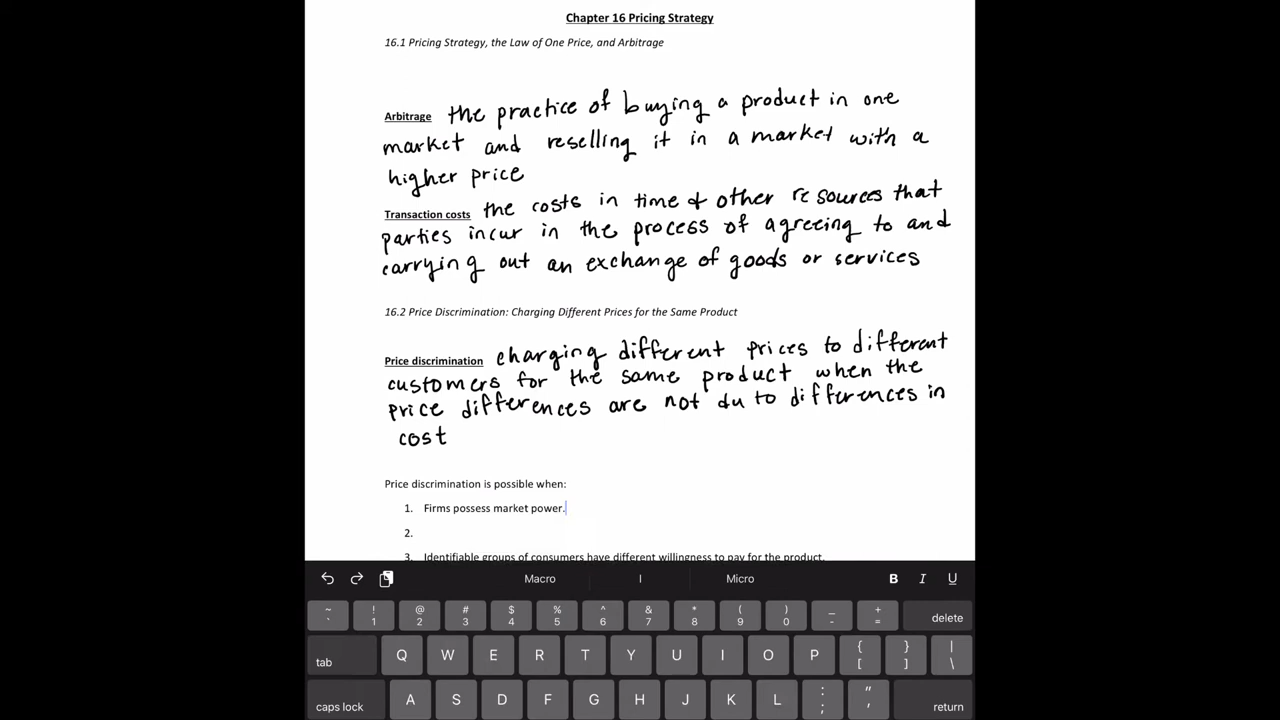 Chapter 16 Pricing Strategy
16.1 Pricing Strategy, the Law of One Price, and Arbitrage
Arbitrage the practice of buying a product in one
market and reselling it in a market with a
higher price
Transaction costs the costs in time & other resources that
parties incur in the process of agreeing to and
carrying out an exchange of goods or services
16.2 Price Discrimination: Charging Different Prices for the Same Product
Price discrimination charging different prices to different
customers for the same product when the
price differences are not du to differences in
cost
Price discrimination is possible when:
1. Firms possess market power.
2.
3. Identifiable groups of consumers have different willingness to pay for the product.
Macro I Micro B I U
~ ` ! 1 @ 2 # 3 $ 4 % 5 ^ 6 & 7 * 8 ( 9 ) 0 _ - + = delete
tab Q W E R T Y U I O P { [ } ] | \
caps lock A S D F G H J K L : ; " ' return